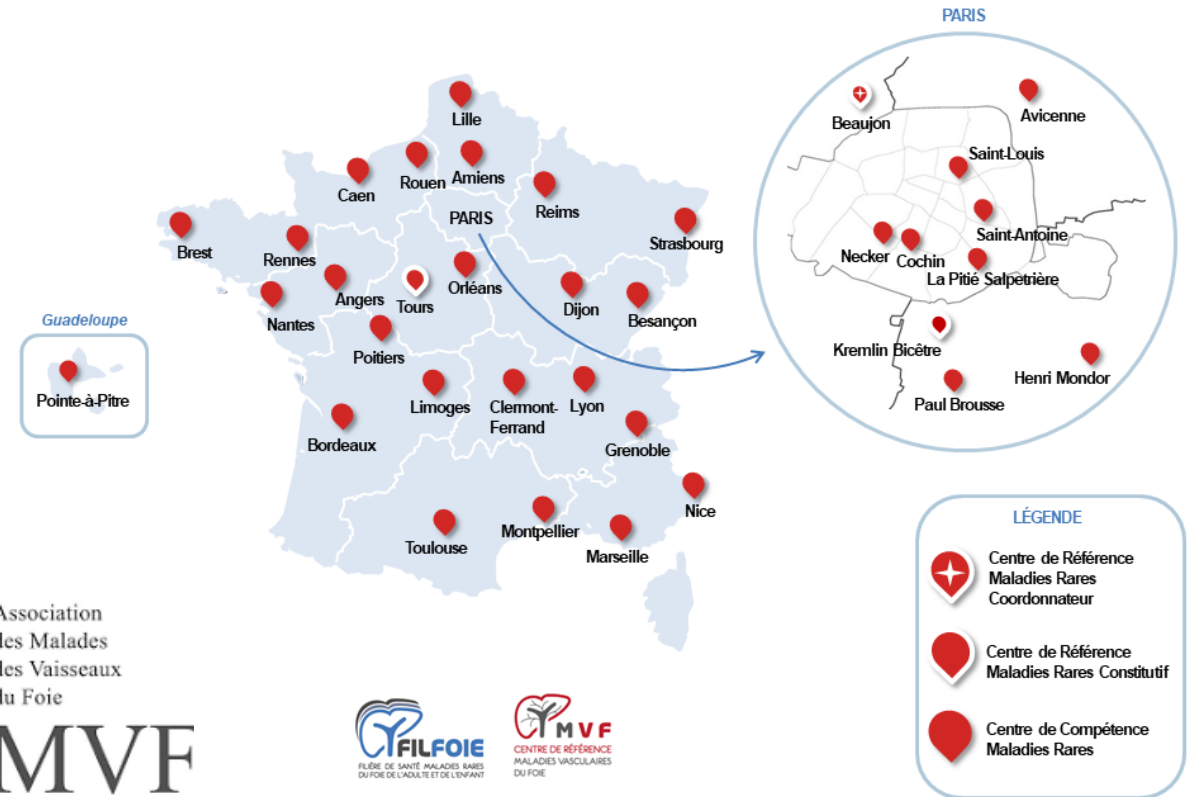 PARIS
Beaujon
Avicenne
Saint-Louis
Saint-Antoine
Necker
Cochin
La Pitié Salpetrière
Kremlin Bicêtre
Henri Mondor
Paul Brousse
Lille
Rouen
Amiens
Caen
Reims
PARIS
Strasbourg
Brest
Rennes
Angers
Tours
Orléans
Dijon
Besançon
Nantes
Poitiers
Limoges
Clermont-
Ferrand
Lyon
Bordeaux
Grenoble
Nice
Montpellier
Toulouse
Marseille
Guadeloupe
Pointe-à-Pitre
LÉGENDE
Centre de Référence
Maladies Rares
Coordonnateur
Centre de Référence
Maladies Rares Constitutif
Centre de Compétence
Maladies Rares
Association
des Malades
des Vaisseaux
du Foie
MVF
FILFOIE
FILIÈRE DE SANTÉ MALADIES RARES
DU FOIE DE L'ADULTE ET DE L'ENFANT
MVF
CENTRE DE RÉFÉRENCE
MALADIES VASCULAIRES
DU FOIE